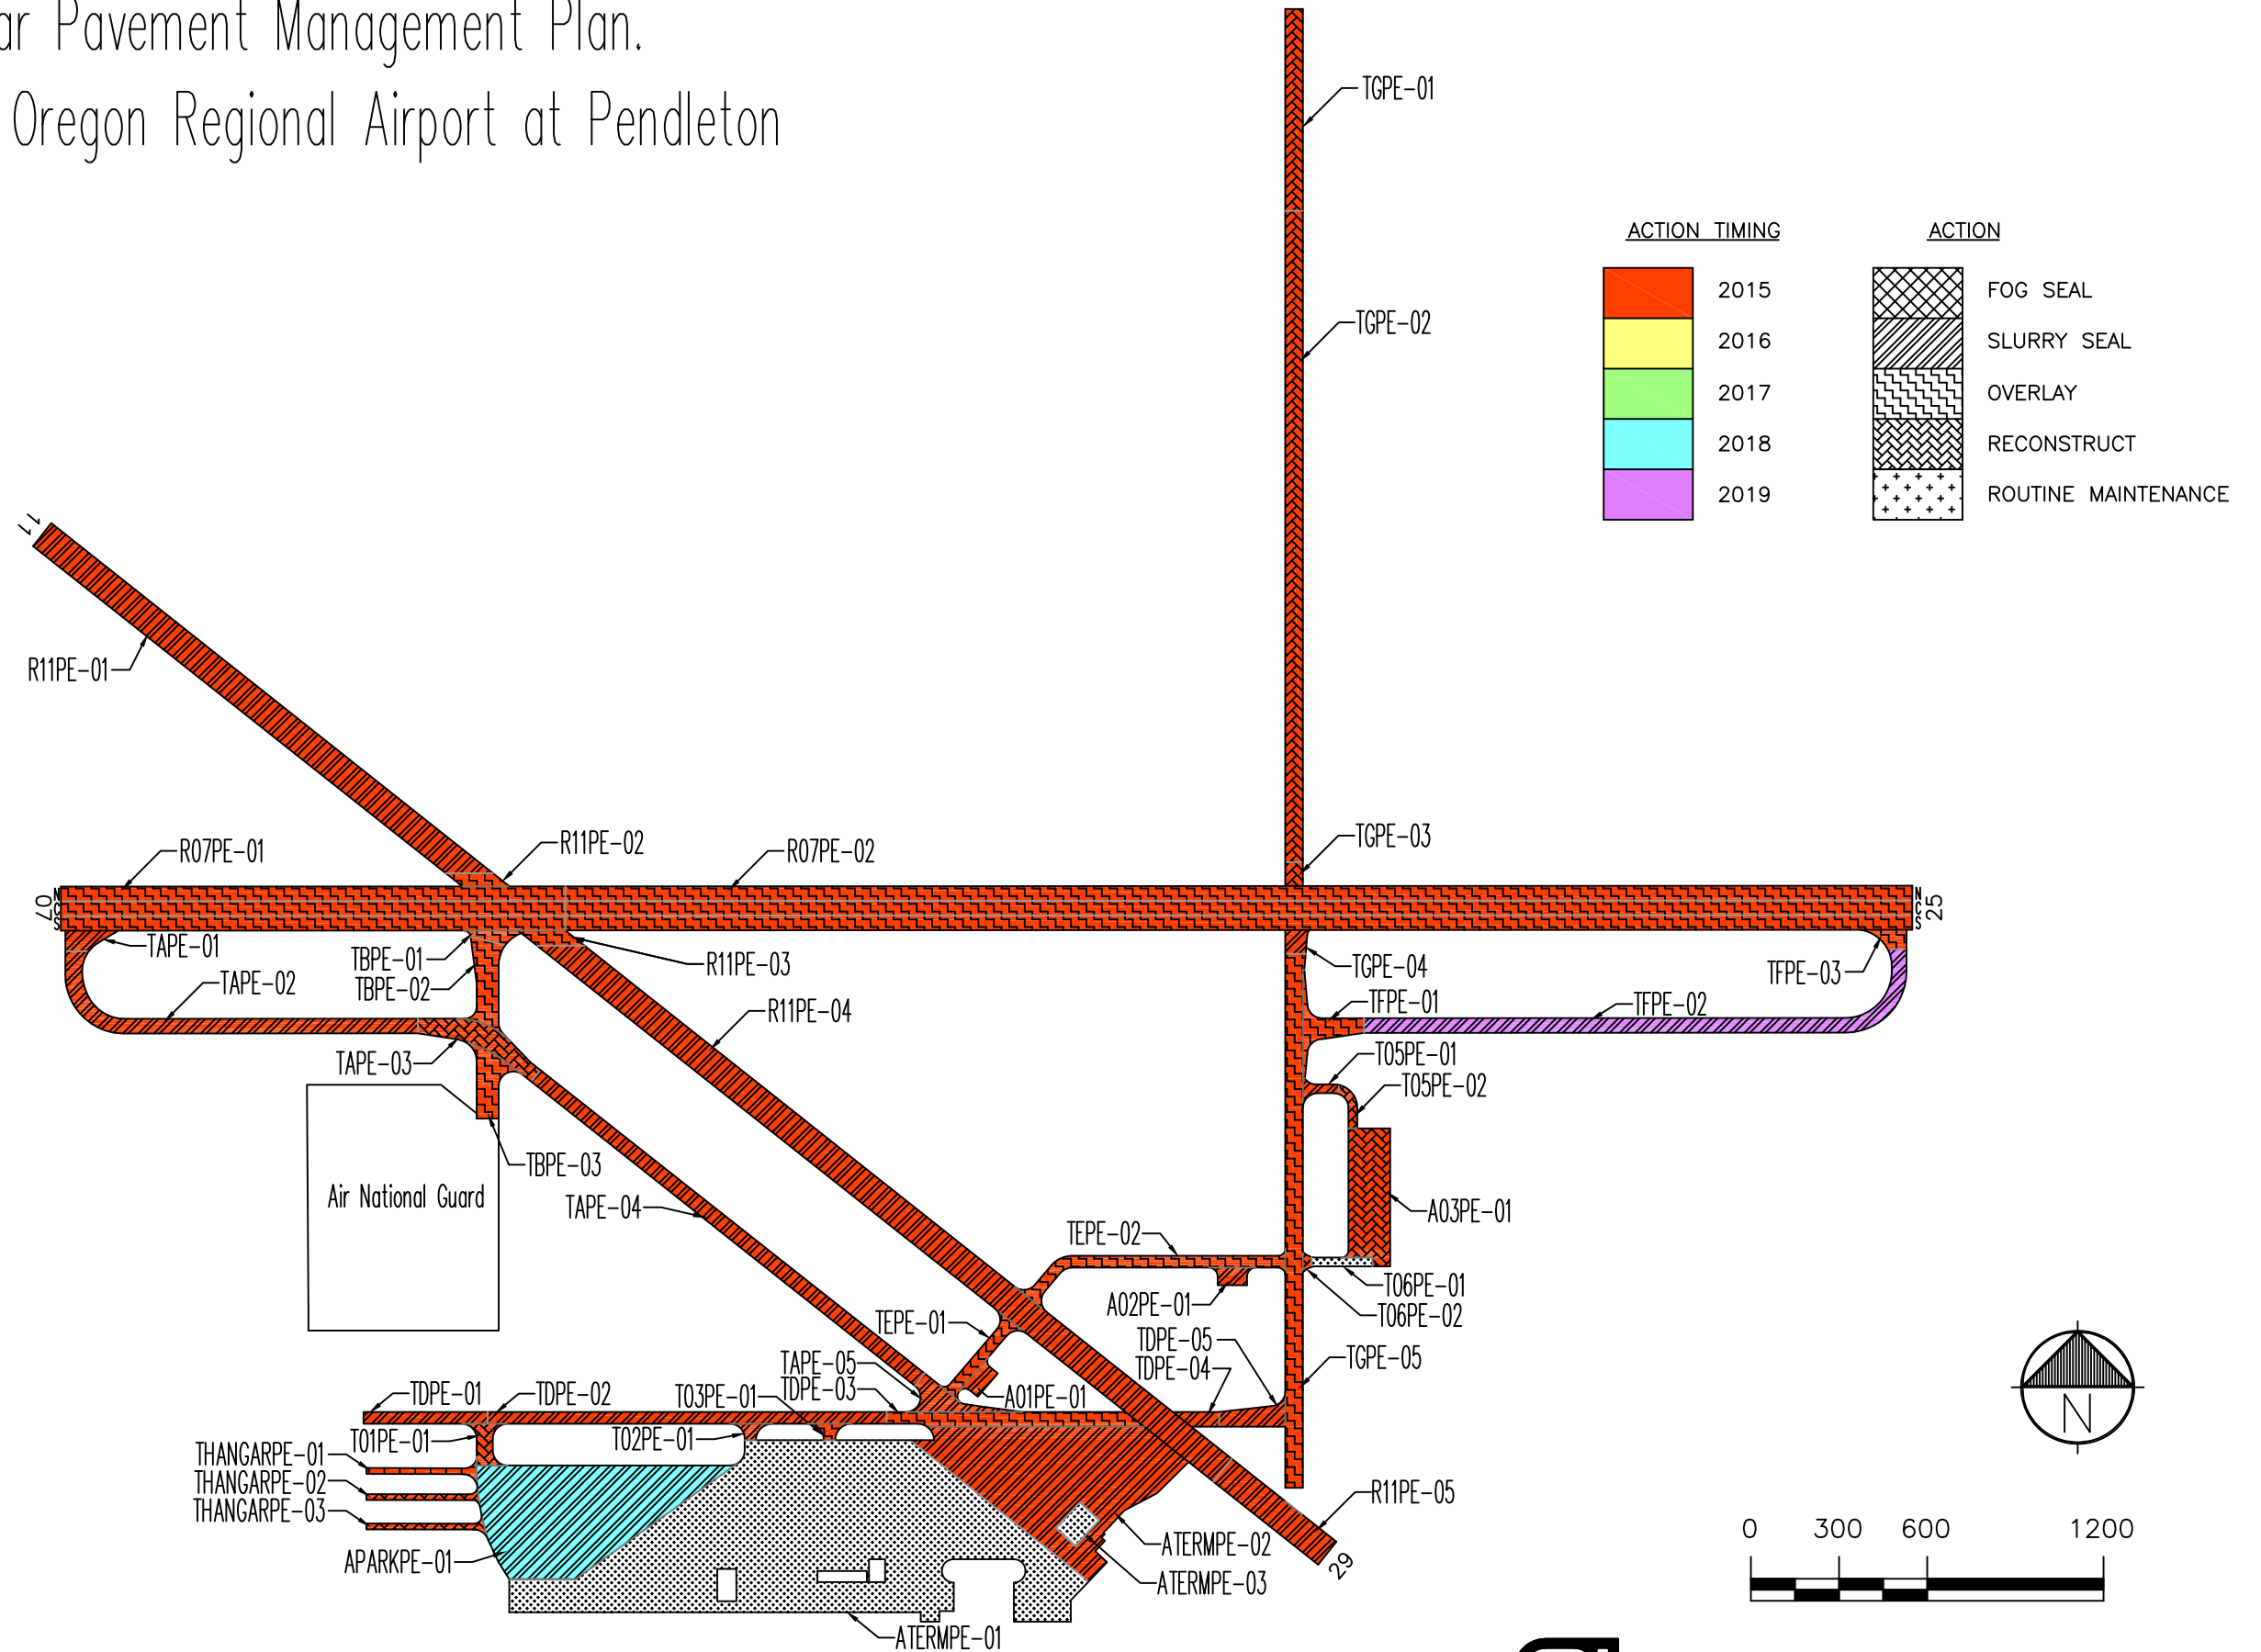 ar Pavement Management Plan.
Oregon Regional Airport at Pendleton
ACTION TIMING
2015
2016
2017
2018
2019
ACTION
FOG SEAL
SLURRY SEAL
OVERLAY
RECONSTRUCT
ROUTINE MAINTENANCE
TGPE-01
TGPE-02
TGPE-03
11
R11PE-01
R07PE-01
R11PE-02
R07PE-02
07
N
C
S
N
C
S
25
TAPE-01
TAPE-02
TBPE-01
TBPE-02
R11PE-03
R11PE-04
TGPE-04
TFPE-01
TFPE-02
TFPE-03
TAPE-03
T05PE-01
T05PE-02
Air National Guard
TBPE-03
TAPE-04
A03PE-01
TEPE-02
A02PE-01
T06PE-01
T06PE-02
TEPE-01
TDPE-05
TDPE-04
TGPE-05
TAPE-05
TDPE-03
T03PE-01
A01PE-01
TDPE-01
TDPE-02
T01PE-01
T02PE-01
THANGARPE-01
THANGARPE-02
THANGARPE-03
APARKPE-01
R11PE-05
ATERMPE-02
ATERMPE-03
29
ATERMPE-01
N
0 300 600 1200